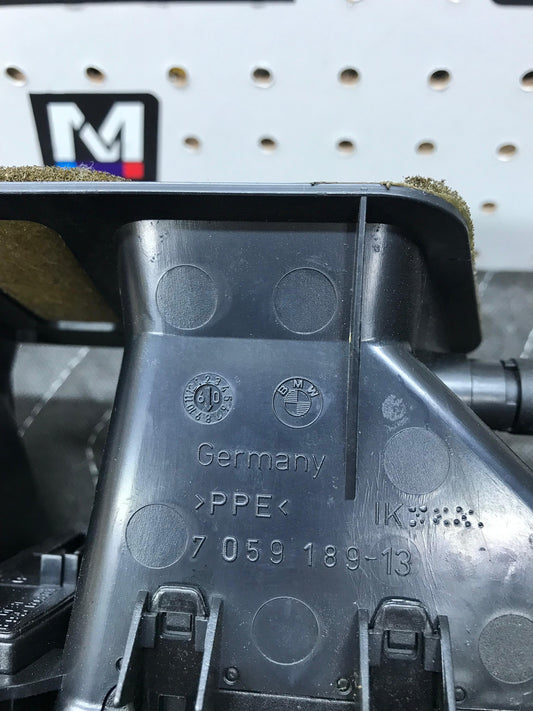 M
BMW
Germany
>PPE<
IK
7 059 189-13